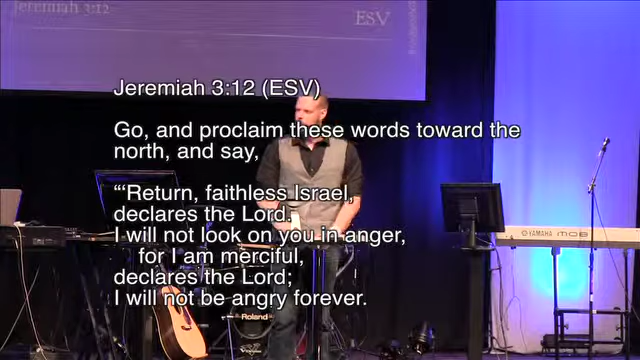 Jeremiah 3:12
ESV
Jeremiah 3:12 (ESV)
Go, and proclaim these words toward the
north, and say,
“‘Return, faithless Israel,
declares the Lord.
I will not look on you in anger,
for I am merciful,
declares the Lord;
I will not be angry forever.
YAMAHA MOX
Roland